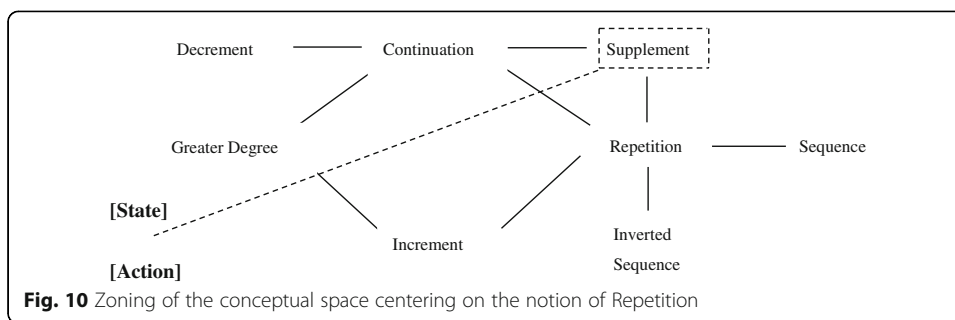 Decrement Continuation Supplement
Greater Degree Repetition Sequence
[State]
Increment Inverted
Sequence
[Action]
Fig. 10 Zoning of the conceptual space centering on the notion of Repetition